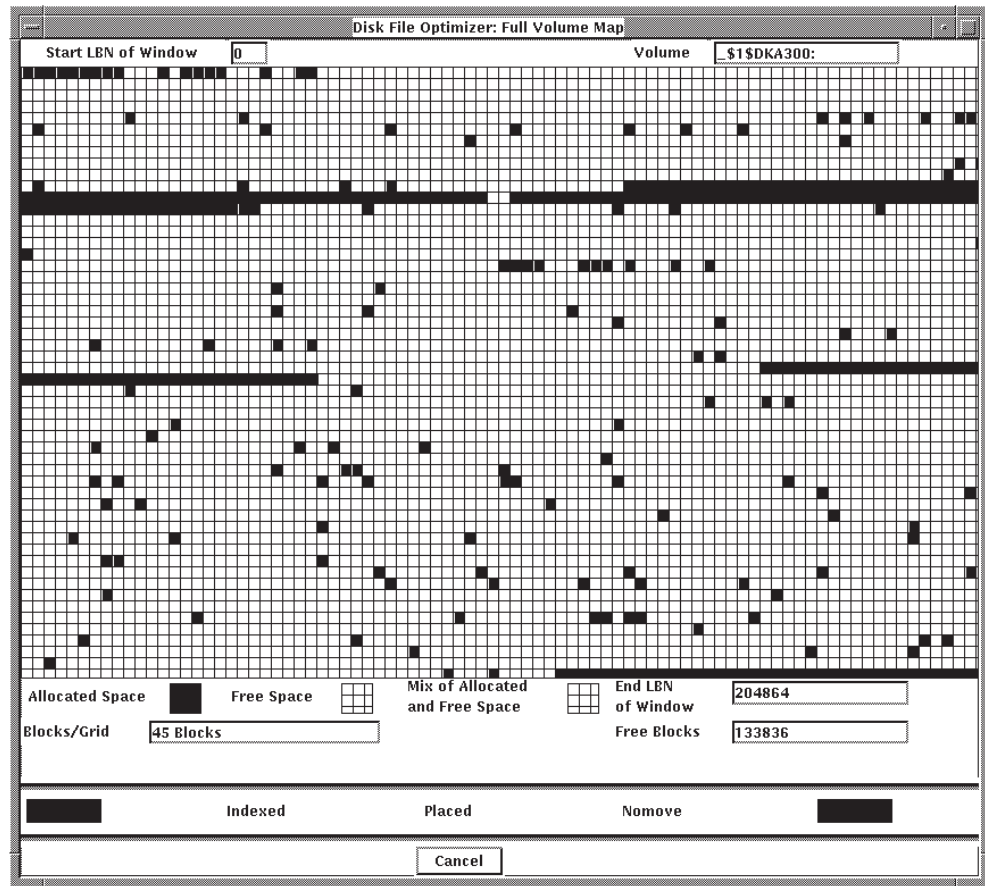 Disk File Optimizer: Full Volume Map
Start LBN of Window 0 Volume _$1$DKA300:
Allocated Space Free Space Mix of Allocated and Free Space End LBN of Window 204864
Blocks/Grid 45 Blocks Free Blocks 133836
Indexed Placed Nomove
Cancel